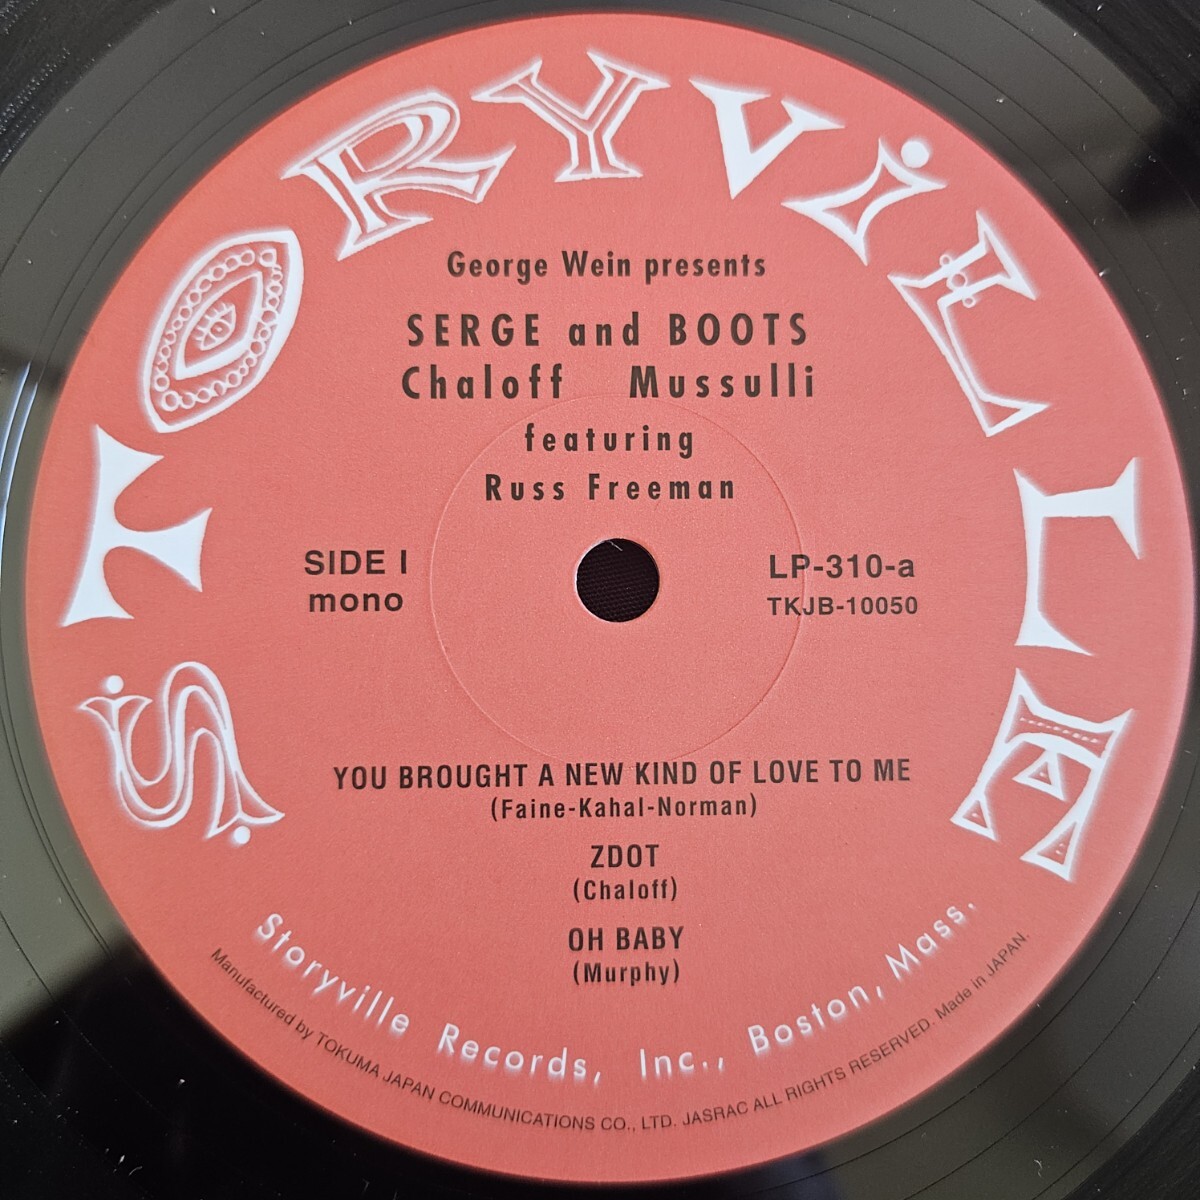 STORYViLLE
George Wein presents
SERGE and BOOTS
Chaloff Mussulli
featuring
Russ Freeman
SIDE I
mono
LP-310-a
TKJB-10050
YOU BROUGHT A NEW KIND OF LOVE TO ME
(Faine-Kahal-Norman)
ZDOT
(Chaloff)
OH BABY
(Murphy)
Storyville Records, Inc., Boston, Mass.
Manufactured by TOKUMA JAPAN COMMUNICATIONS CO., LTD. JASRAC ALL RIGHTS RESERVED. Made in JAPAN.